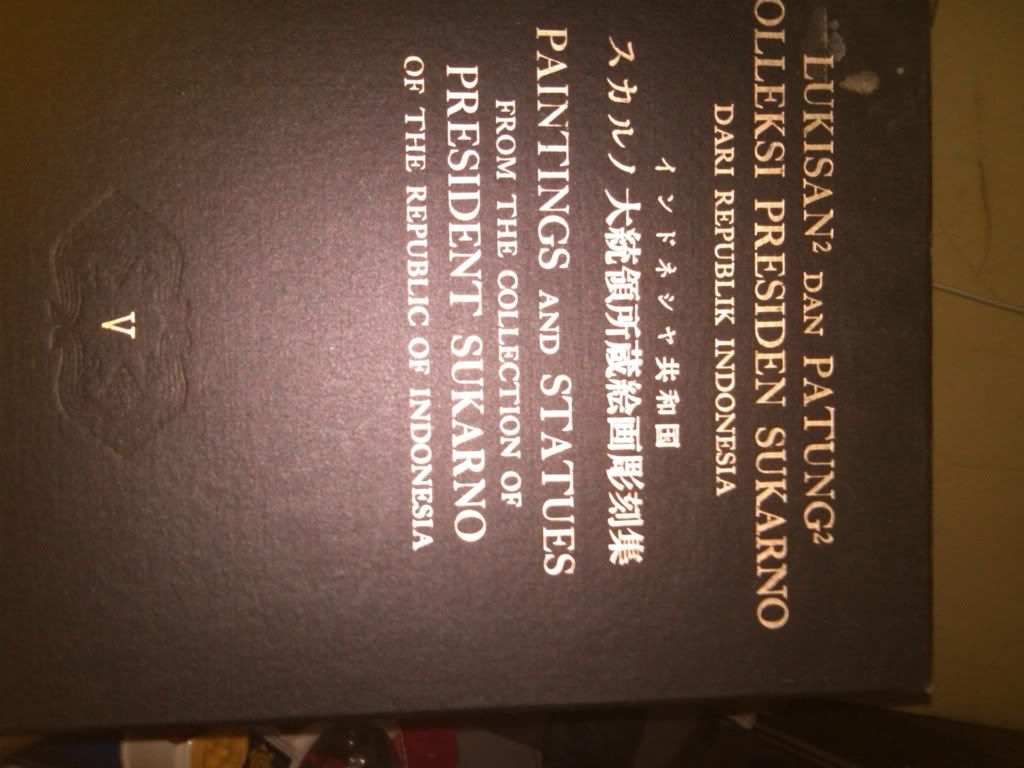 LUKISAN² DAN PATUNG²
OLLEKSI PRESIDEN SUKARNO
DARI REPUBLIK INDONESIA
インドネシヤ共和国
スカルノ大統領所蔵絵画彫刻集
PAINTINGS AND STATUES
FROM THE COLLECTION OF
PRESIDENT SUKARNO
OF THE REPUBLIC OF INDONESIA
V